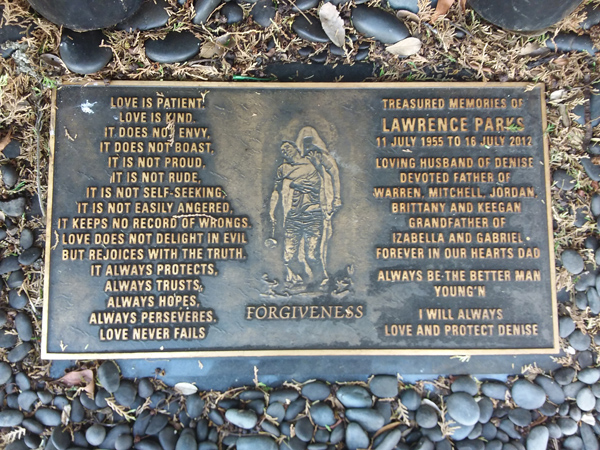 LOVE IS PATIENT,
LOVE IS KIND.
IT DOES NOT ENVY,
IT DOES NOT BOAST,
IT IS NOT PROUD,
IT IS NOT RUDE,
IT IS NOT SELF-SEEKING,
IT IS NOT EASILY ANGERED,
IT KEEPS NO RECORD OF WRONGS.
LOVE DOES NOT DELIGHT IN EVIL
BUT REJOICES WITH THE TRUTH.
IT ALWAYS PROTECTS,
ALWAYS TRUSTS,
ALWAYS HOPES,
ALWAYS PERSEVERES.
LOVE NEVER FAILS
FORGIVENESS
TREASURED MEMORIES OF
LAWRENCE PARKS
11 JULY 1955 TO 16 JULY 2012
LOVING HUSBAND OF DENISE
DEVOTED FATHER OF
WARREN, MITCHELL, JORDAN,
BRITTANY AND KEEGAN
GRANDFATHER OF
IZABELLA AND GABRIEL
FOREVER IN OUR HEARTS DAD
ALWAYS BE THE BETTER MAN
YOUNG'N
I WILL ALWAYS
LOVE AND PROTECT DENISE